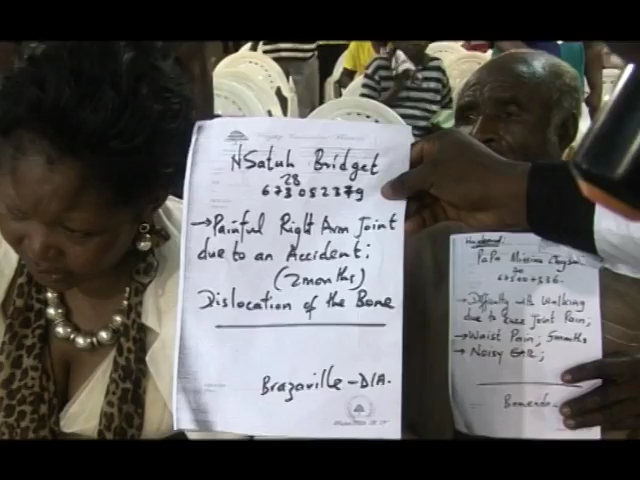 NSatuh Bridget
28
673052379
→Painful Right Arm Joint
due to an Accident;
(2months)
Dislocation of the Bone
Brazaville-D/A.
Papa
→Difficulty with Walking
due to Knee Joint Pain;
→Waist Pain; 5months
→Noisy Ear;
Bamenda